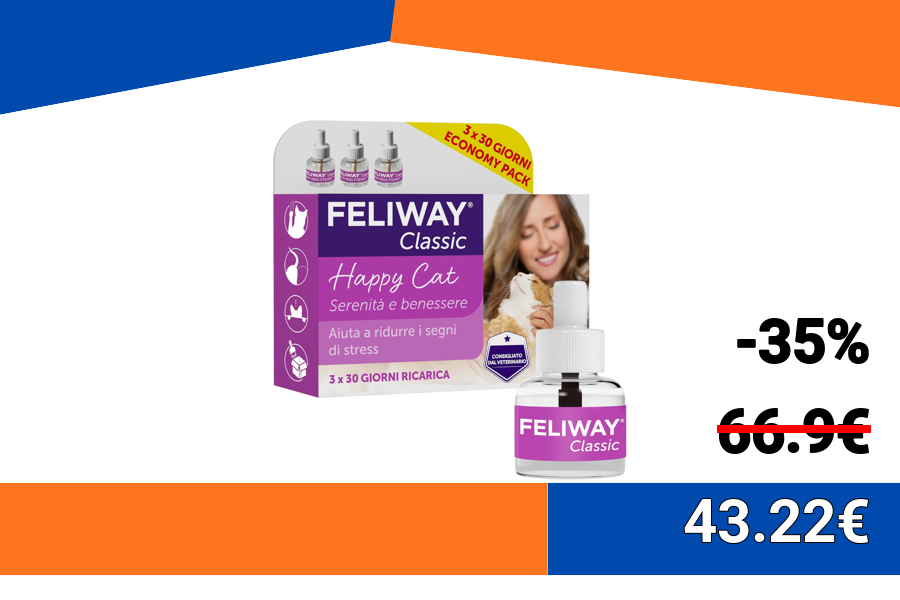 3 x 30 GIORNI
ECONOMY PACK
FELIWAY®
Classic
Happy Cat
Serenità e benessere
Aiuta a ridurre i segni
di stress
3 x 30 GIORNI RICARICA
CONSIGLIATO
DAL VETERINARIO
FELIWAY®
Classic
-35%
66.9€
43.22€